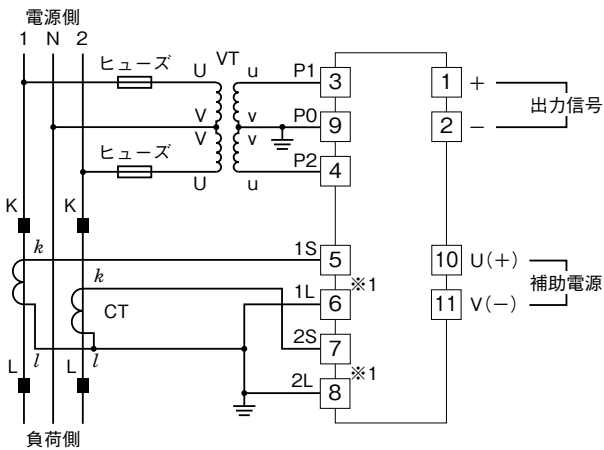 電源側
1 N 2
ヒューズ
U
VT
u
P1
3
1
+
出力信号
V
v
P0
9
2
−
V
v
ヒューズ
U
u
P2
4
K
K
k
1S
5
10
U(+)
補助電源
k
1L
6
※1
11
V(−)
CT
2S
7
L
l
L
l
2L
8
※1
負荷側